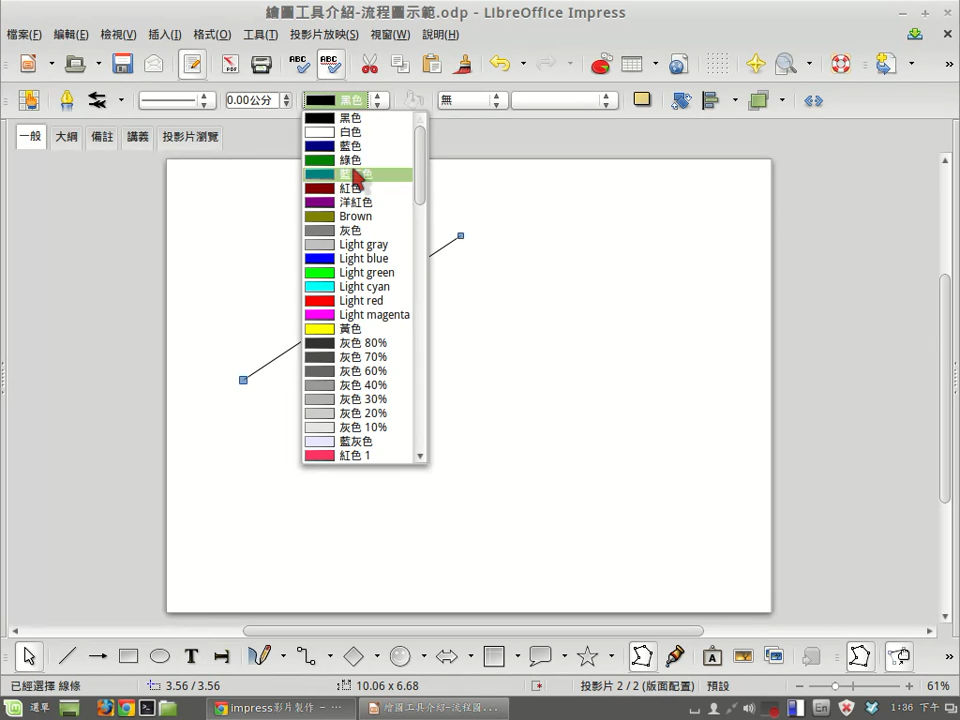 繪圖工具介紹-流程圖示範.odp - LibreOffice Impress
檔案(F) 編輯(E) 檢視(V) 插入(I) 格式(O) 工具(T) 投影片放映(S) 視窗(W) 說明(H)
0.00公分 黑色 無
一般 大綱 備註 講義 投影片瀏覽
黑色
白色
藍色
綠色
紅色
洋紅色
Brown
灰色
Light gray
Light blue
Light green
Light cyan
Light red
Light magenta
黃色
灰色 80%
灰色 70%
灰色 60%
灰色 40%
灰色 30%
灰色 20%
灰色 10%
藍灰色
紅色 1
已經選擇 線條 3.56 / 3.56 10.06 x 6.68 投影片 2 / 2 (版面配置) 預設 61%
選單 impress影片製作 − ··· 繪圖工具介紹-流程圖... En 1:36 下午